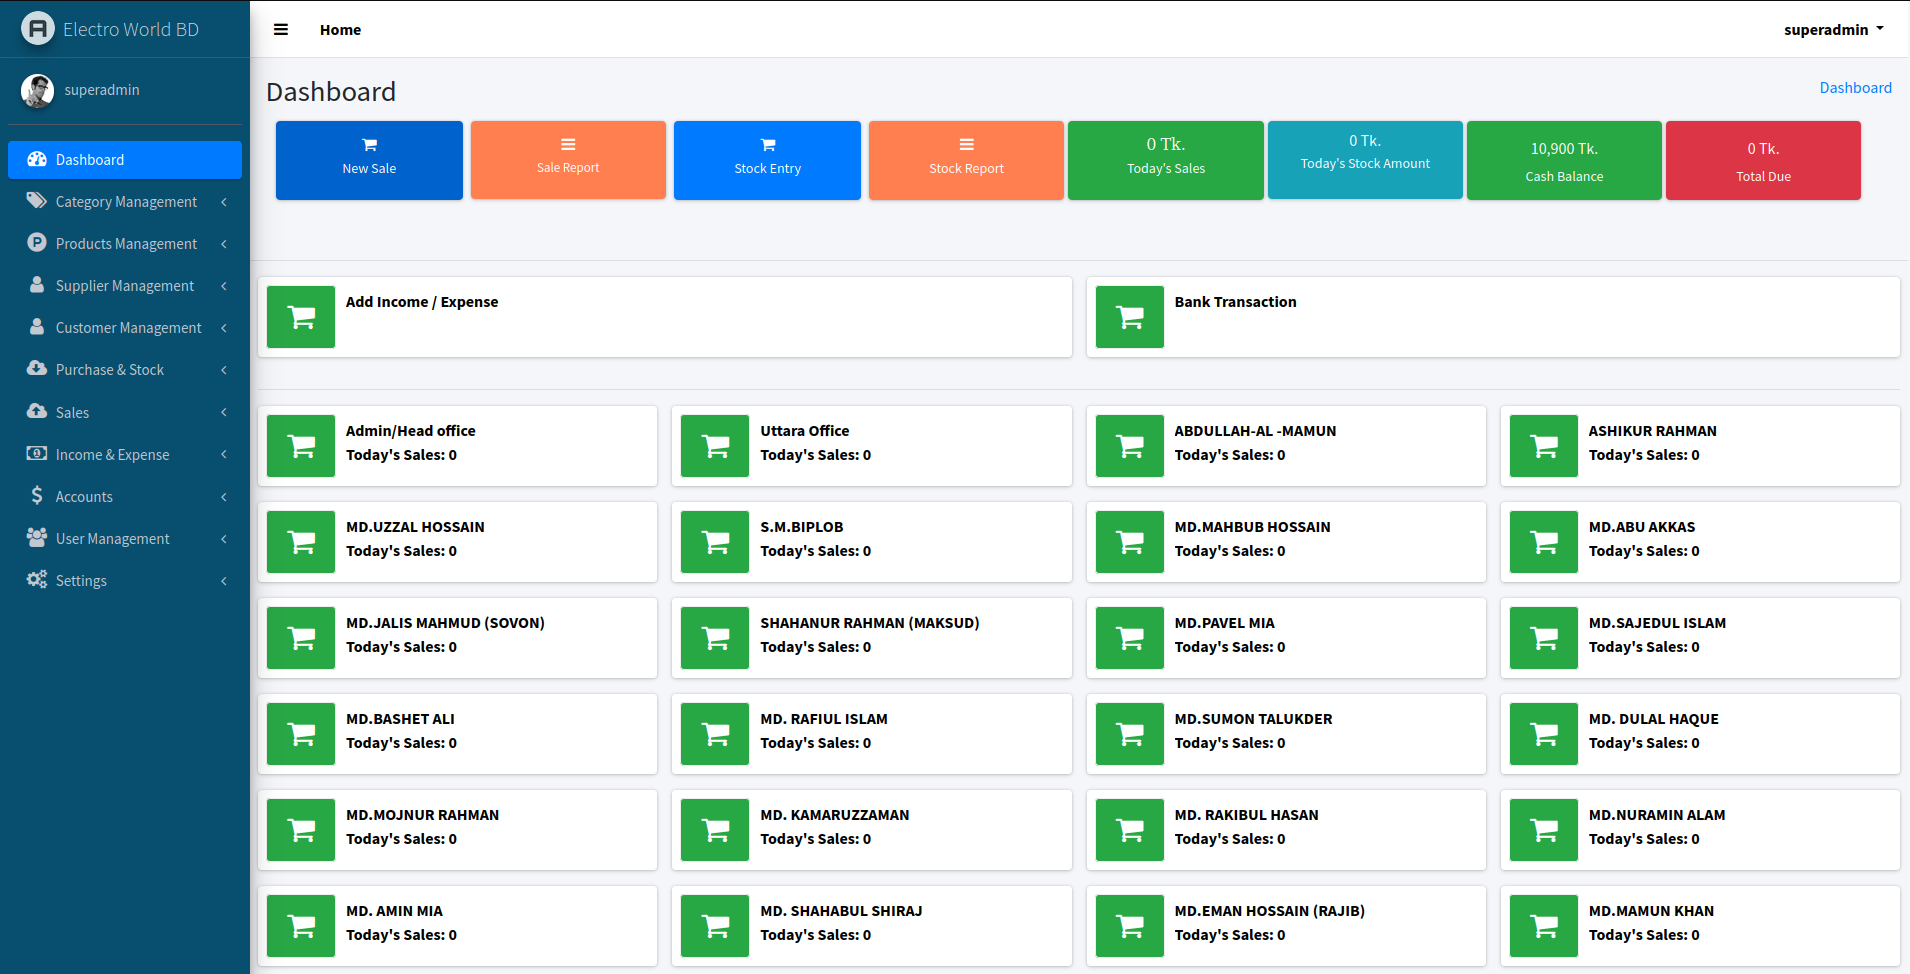 Electro World BD
Home
superadmin
superadmin
Dashboard
Category Management
Products Management
Supplier Management
Customer Management
Purchase & Stock
Sales
Income & Expense
Accounts
User Management
Settings
Dashboard
Dashboard
New Sale
Sale Report
Stock Entry
Stock Report
0 Tk.
Today's Sales
0 Tk.
Today's Stock Amount
10,900 Tk.
Cash Balance
0 Tk.
Total Due
Add Income / Expense
Bank Transaction
Admin/Head office
Today's Sales: 0
Uttara Office
Today's Sales: 0
ABDULLAH-AL -MAMUN
Today's Sales: 0
ASHIKUR RAHMAN
Today's Sales: 0
MD.UZZAL HOSSAIN
Today's Sales: 0
S.M.BIPLOB
Today's Sales: 0
MD.MAHBUB HOSSAIN
Today's Sales: 0
MD.ABU AKKAS
Today's Sales: 0
MD.JALIS MAHMUD (SOVON)
Today's Sales: 0
SHAHANUR RAHMAN (MAKSUD)
Today's Sales: 0
MD.PAVEL MIA
Today's Sales: 0
MD.SAJEDUL ISLAM
Today's Sales: 0
MD.BASHET ALI
Today's Sales: 0
MD. RAFIUL ISLAM
Today's Sales: 0
MD.SUMON TALUKDER
Today's Sales: 0
MD. DULAL HAQUE
Today's Sales: 0
MD.MOJNUR RAHMAN
Today's Sales: 0
MD. KAMARUZZAMAN
Today's Sales: 0
MD. RAKIBUL HASAN
Today's Sales: 0
MD.NURAMIN ALAM
Today's Sales: 0
MD. AMIN MIA
Today's Sales: 0
MD. SHAHABUL SHIRAJ
Today's Sales: 0
MD.EMAN HOSSAIN (RAJIB)
Today's Sales: 0
MD.MAMUN KHAN
Today's Sales: 0